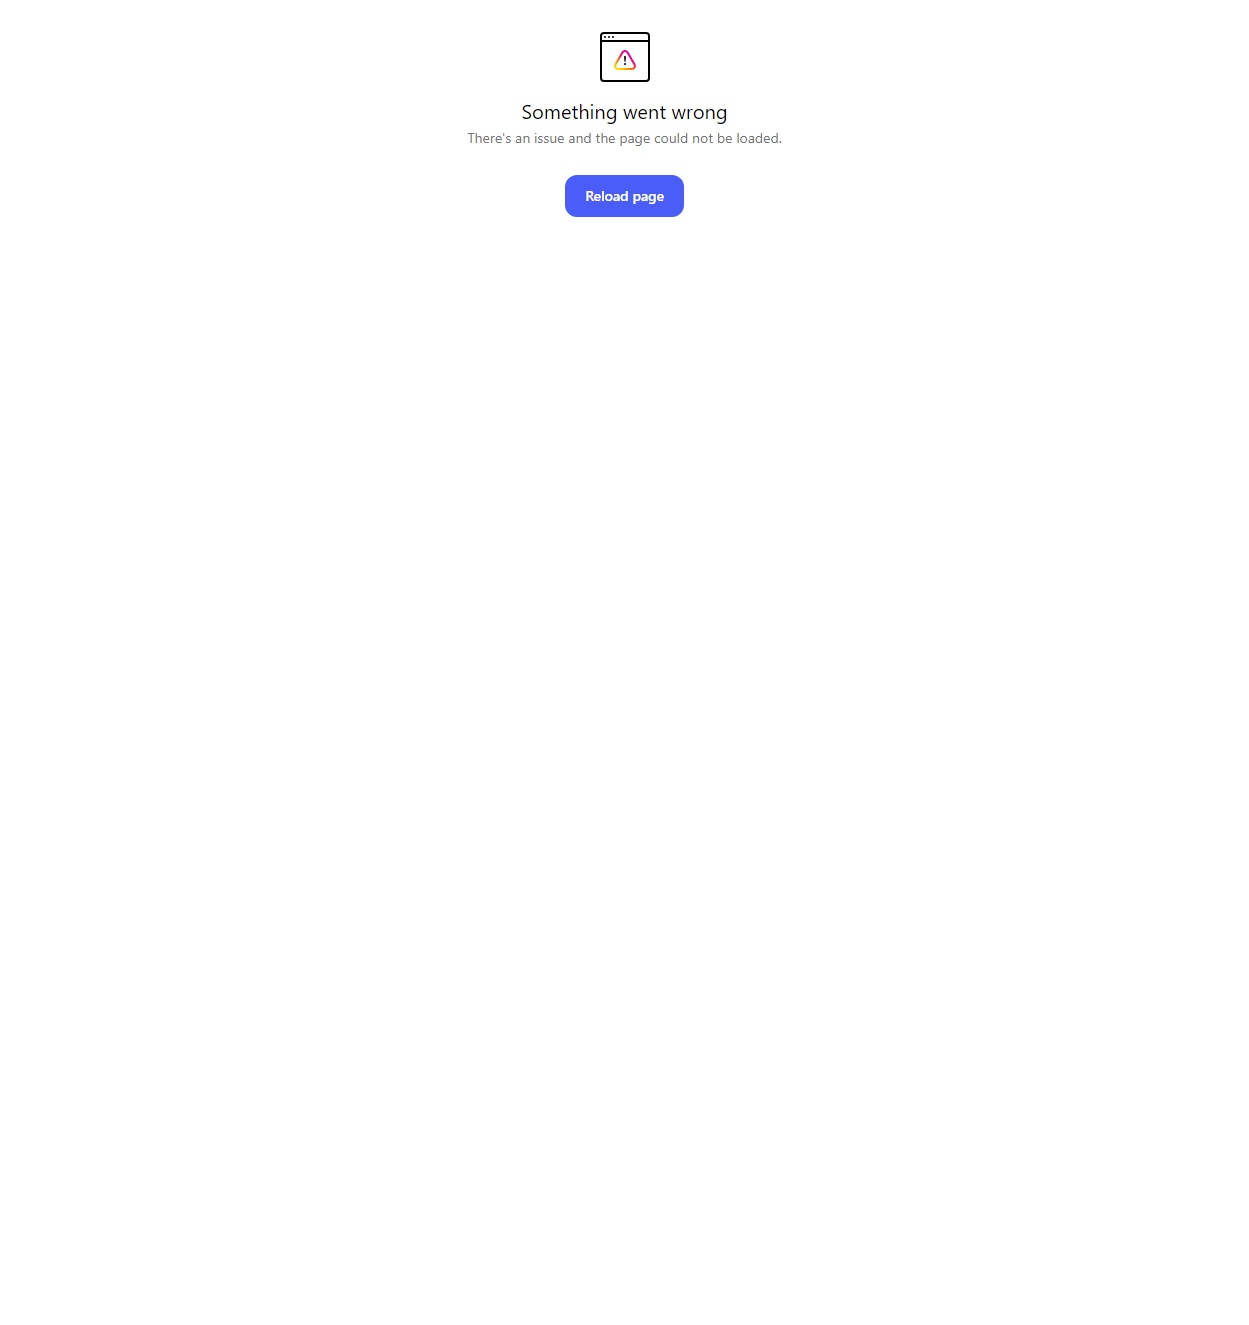 Something went wrong
There's an issue and the page could not be loaded.
Reload page